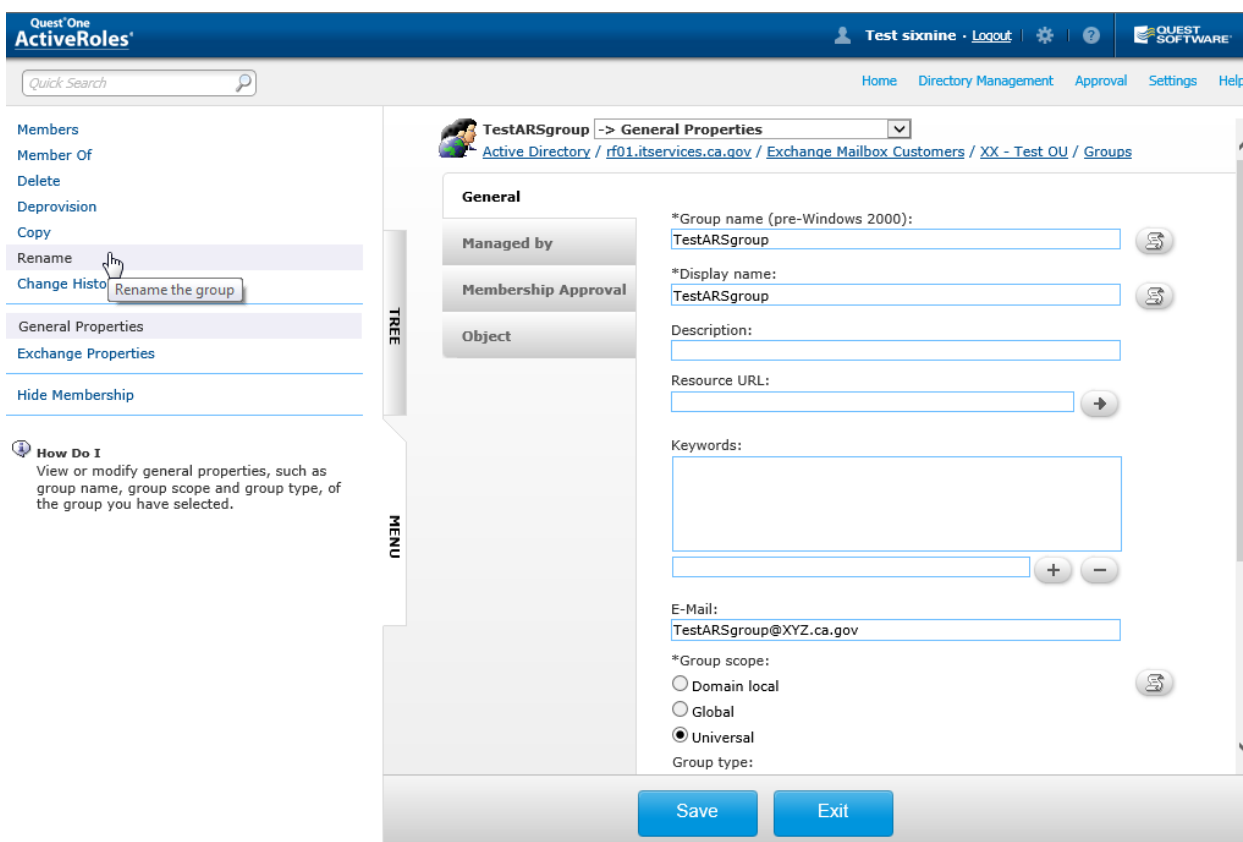 Quest One
ActiveRoles
Test sixnine · Logout
QUEST SOFTWARE
Quick Search
Home Directory Management Approval Settings Help
Members
Member Of
Delete
Deprovision
Copy
Rename
Change Histo
Rename the group
General Properties
Exchange Properties
Hide Membership
How Do I
View or modify general properties, such as
group name, group scope and group type, of
the group you have selected.
TREE
MENU
TestARSgroup -> General Properties
Active Directory / rf01.itservices.ca.gov / Exchange Mailbox Customers / XX - Test OU / Groups
General
Managed by
Membership Approval
Object
*Group name (pre-Windows 2000):
TestARSgroup
*Display name:
TestARSgroup
Description:
Resource URL:
Keywords:
E-Mail:
TestARSgroup@XYZ.ca.gov
*Group scope:
Domain local
Global
Universal
Group type:
Save Exit